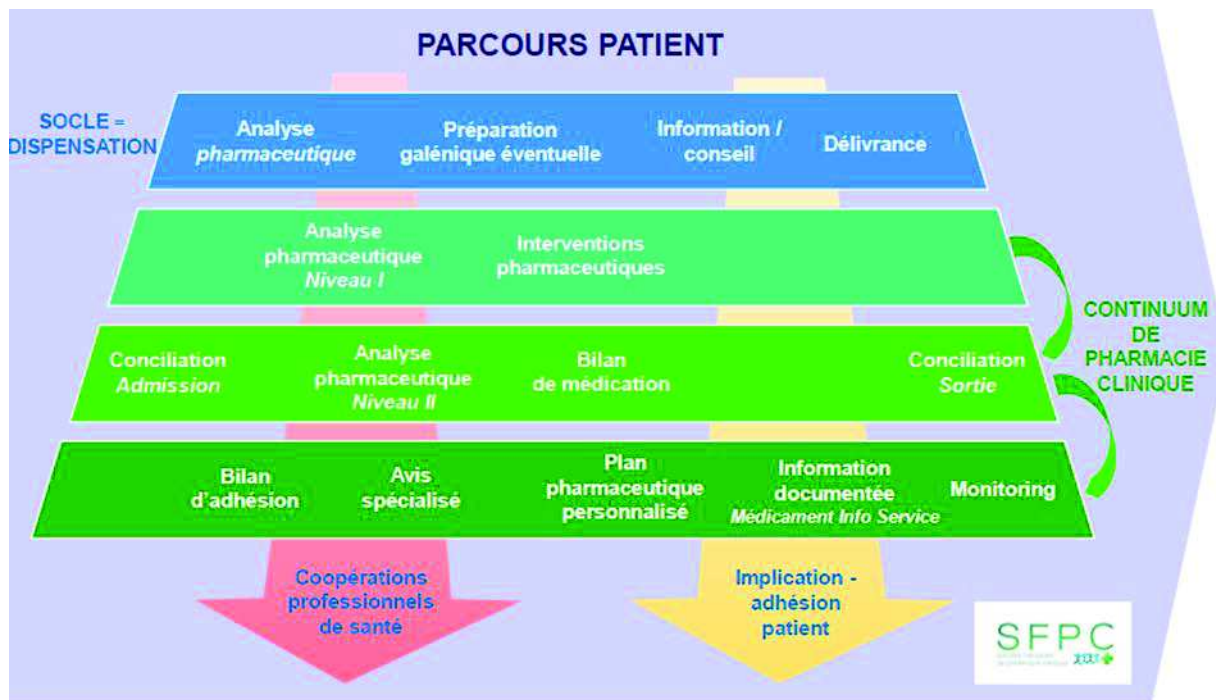 PARCOURS PATIENT
SOCLE =
DISPENSATION
Analyse
pharmaceutique
Préparation
galénique éventuelle
Information /
conseil
Délivrance
Analyse
pharmaceutique
Niveau I
Interventions
pharmaceutiques
CONTINUUM
DE
PHARMACIE
CLINIQUE
Conciliation
Admission
Analyse
pharmaceutique
Niveau II
Bilan
de médication
Conciliation
Sortie
Bilan
d'adhésion
Avis
spécialisé
Plan
pharmaceutique
personnalisé
Information
documentée
Médicament Info Service
Monitoring
Coopérations
professionnels
de santé
Implication -
adhésion
patient
SFPC